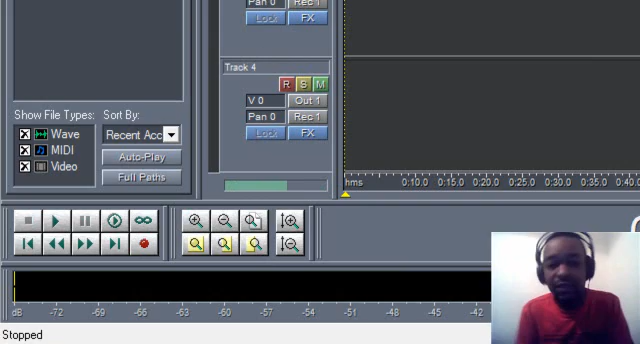 Pan 0 Rec 1
Lock FX
Track 4
R S M
V 0 Out 1
Pan 0 Rec 1
Lock FX
Show File Types: Sort By:
Wave Recent Acc
MIDI Auto-Play
Video Full Paths
hms 0:10.0 0:15.0 0:20.0 0:25.0 0:30.0 0:35.0 0:40.0
dB -72 -69 -66 -63 -60 -57 -54 -51 -48 -45 -42
Stopped